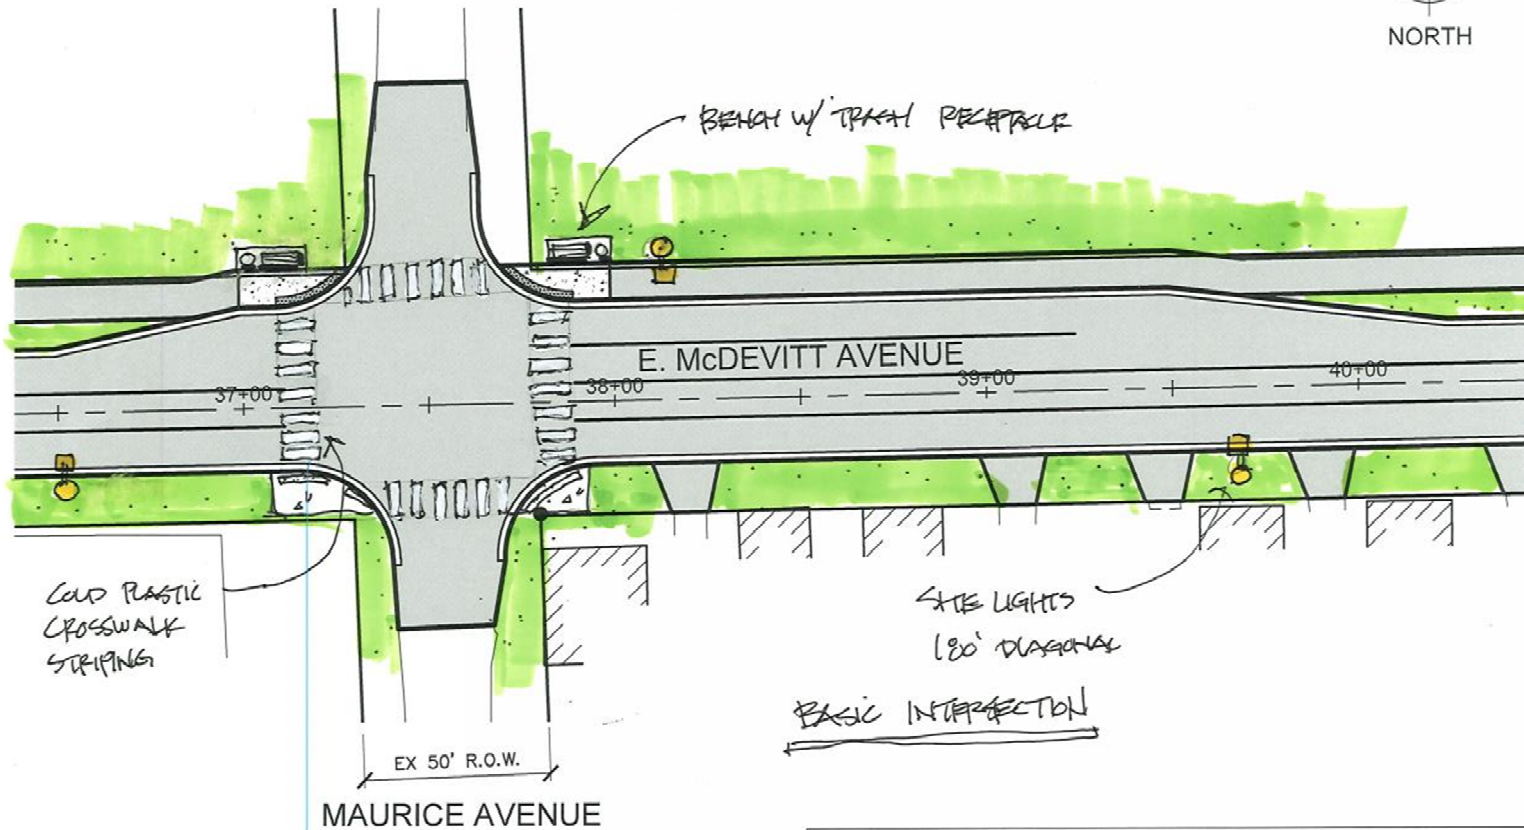 NORTH
BENCH W/ TRASH RECEPTACLE
E. McDEVITT AVENUE
37+00
38+00
39+00
40+00
COLD PLASTIC
CROSSWALK
STRIPING
SITE LIGHTS
180' DIAGONAL
BASIC INTERSECTION
EX 50' R.O.W.
MAURICE AVENUE